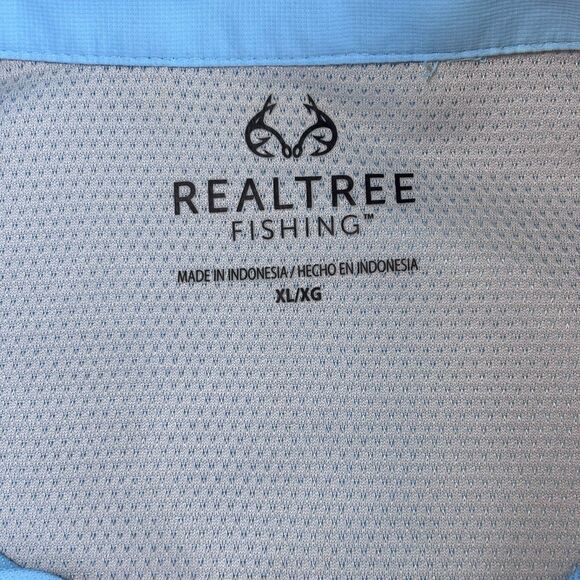 REALTREE
FISHING™
MADE IN INDONESIA / HECHO EN INDONESIA
XL/XG